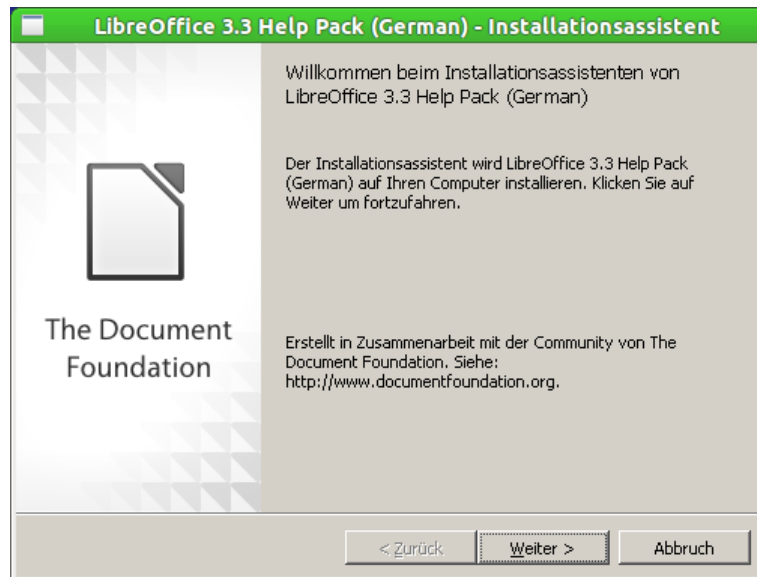 LibreOffice 3.3 Help Pack (German) - Installationsassistent
Willkommen beim Installationsassistenten von
LibreOffice 3.3 Help Pack (German)
Der Installationsassistent wird LibreOffice 3.3 Help Pack
(German) auf Ihren Computer installieren. Klicken Sie auf
Weiter um fortzufahren.
The Document
Foundation
Erstellt in Zusammenarbeit mit der Community von The
Document Foundation. Siehe:
http://www.documentfoundation.org.
< Zurück
Weiter >
Abbruch